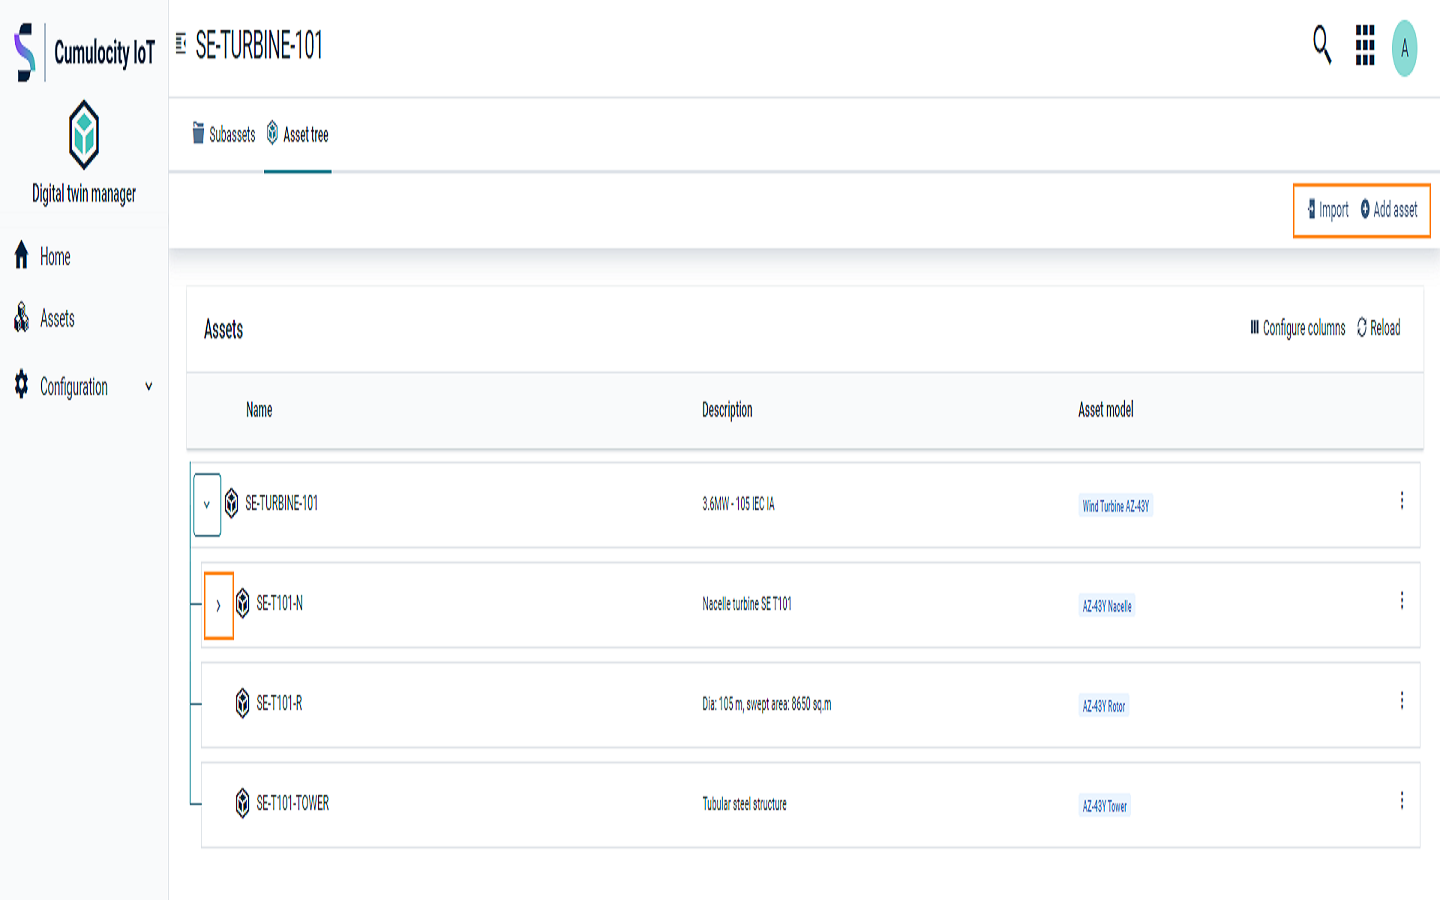 Cumulocity IoT
SE-TURBINE-101
A
Digital twin manager
Home
Assets
Configuration
Subassets Asset tree
Import Add asset
Assets
Configure columns Reload
Name Description Asset model
SE-TURBINE-101 3.6MW - 105 IEC IA Wind Turbine AZ-43Y
SE-T101-N Nacelle turbine SE T101 AZ-43Y Nacelle
SE-T101-R Dia: 105 m, swept area: 8650 sq.m AZ-43Y Rotor
SE-T101-TOWER Tubular steel structure AZ-43Y Tower